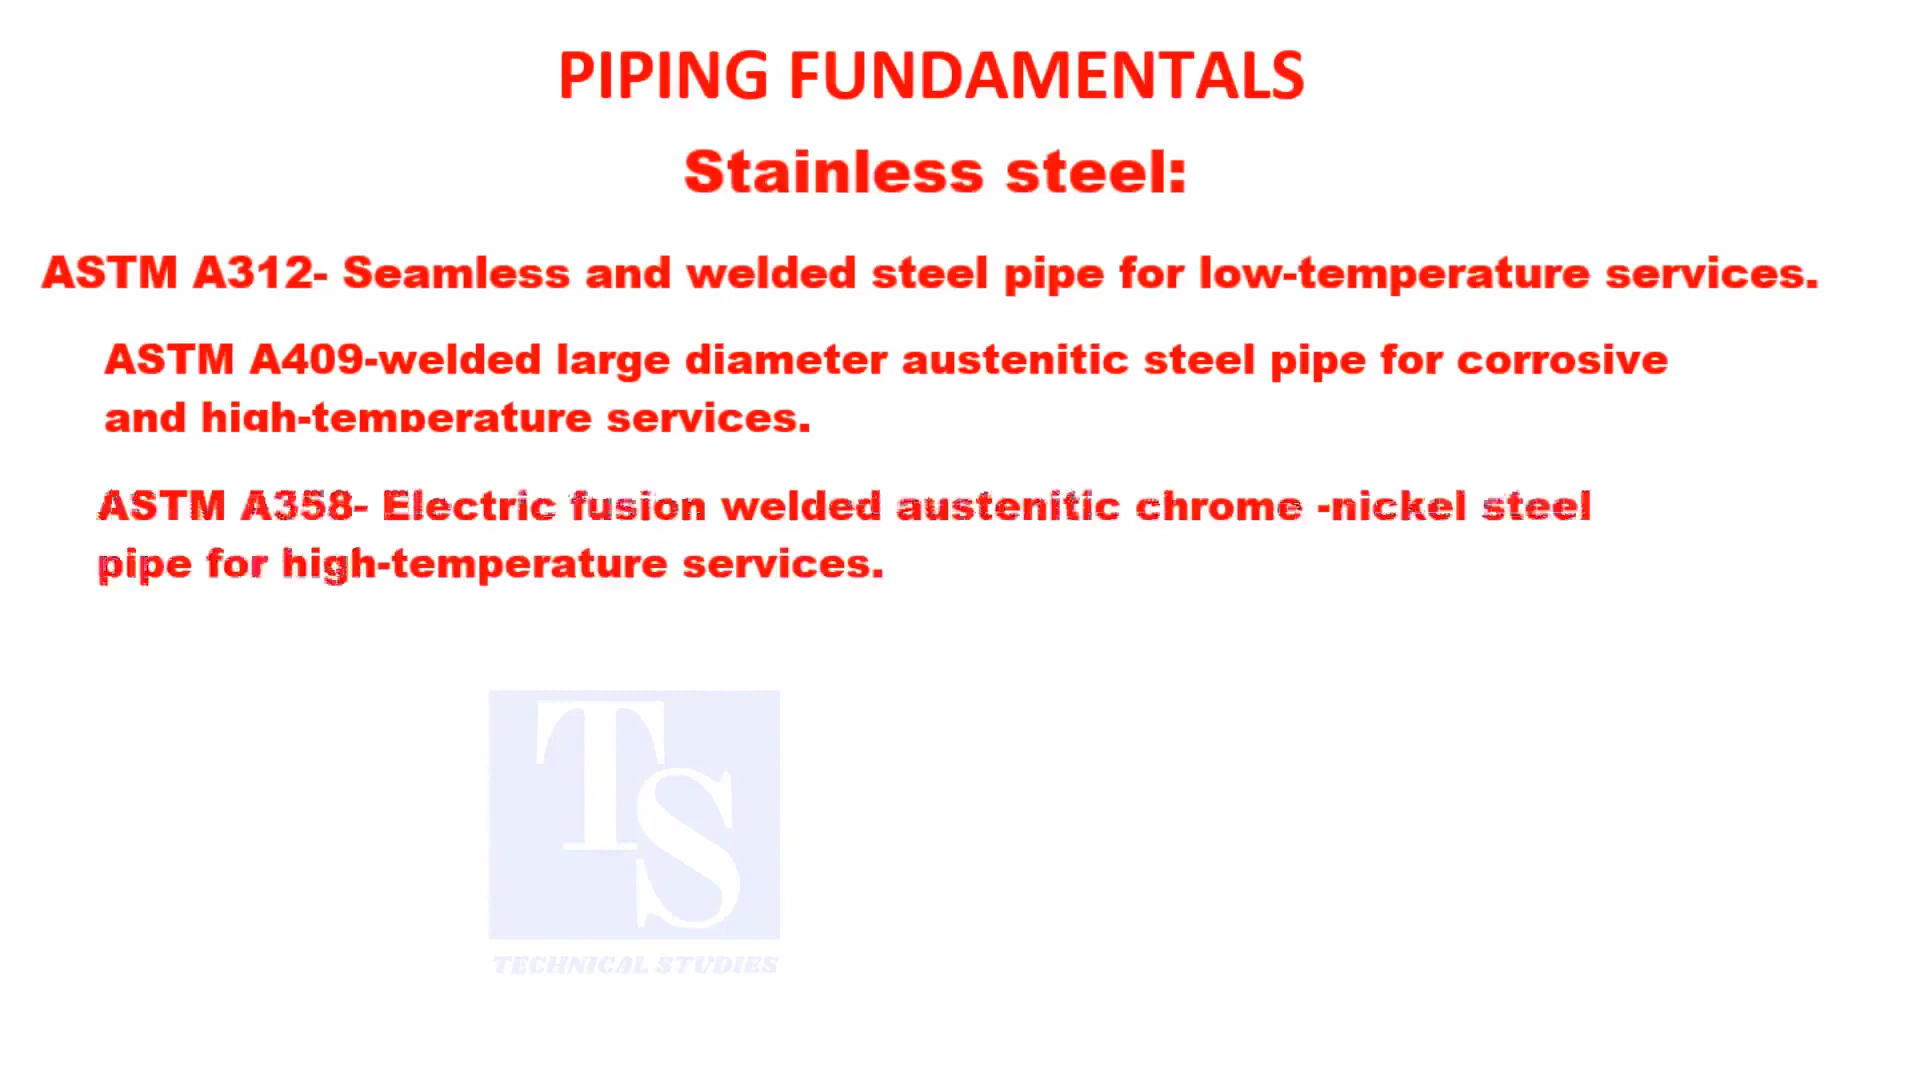 PIPING FUNDAMENTALS
Stainless steel:
ASTM A312- Seamless and welded steel pipe for low-temperature services.
ASTM A409-welded large diameter austenitic steel pipe for corrosive
and high-temperature services.
ASTM A358- Electric fusion welded austenitic chrome -nickel steel
pipe for high-temperature services.
TS
TECHNICAL STUDIES